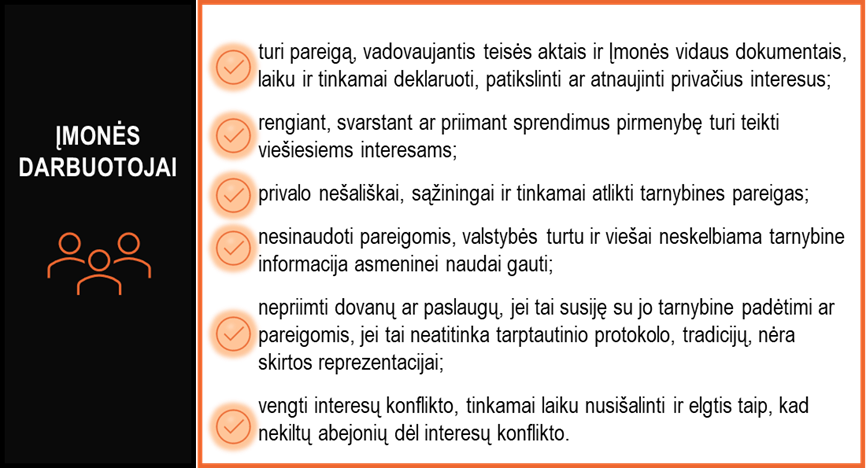 ĮMONĖS
DARBUOTOJAI
turi pareigą, vadovaujantis teisės aktais ir Įmonės vidaus dokumentais,
laiku ir tinkamai deklaruoti, patikslinti ar atnaujinti privačius interesus;
rengiant, svarstant ar priimant sprendimus pirmenybę turi teikti
viešiesiems interesams;
privalo nešališkai, sąžiningai ir tinkamai atlikti tarnybines pareigas;
nesinaudoti pareigomis, valstybės turtu ir viešai neskelbiama tarnybine
informacija asmeninei naudai gauti;
nepriimti dovanų ar paslaugų, jei tai susiję su jo tarnybine padėtimi ar
pareigomis, jei tai neatitinka tarptautinio protokolo, tradicijų, nėra
skirtos reprezentacijai;
vengti interesų konflikto, tinkamai laiku nusišalinti ir elgtis taip, kad
nekiltų abejonių dėl interesų konflikto.